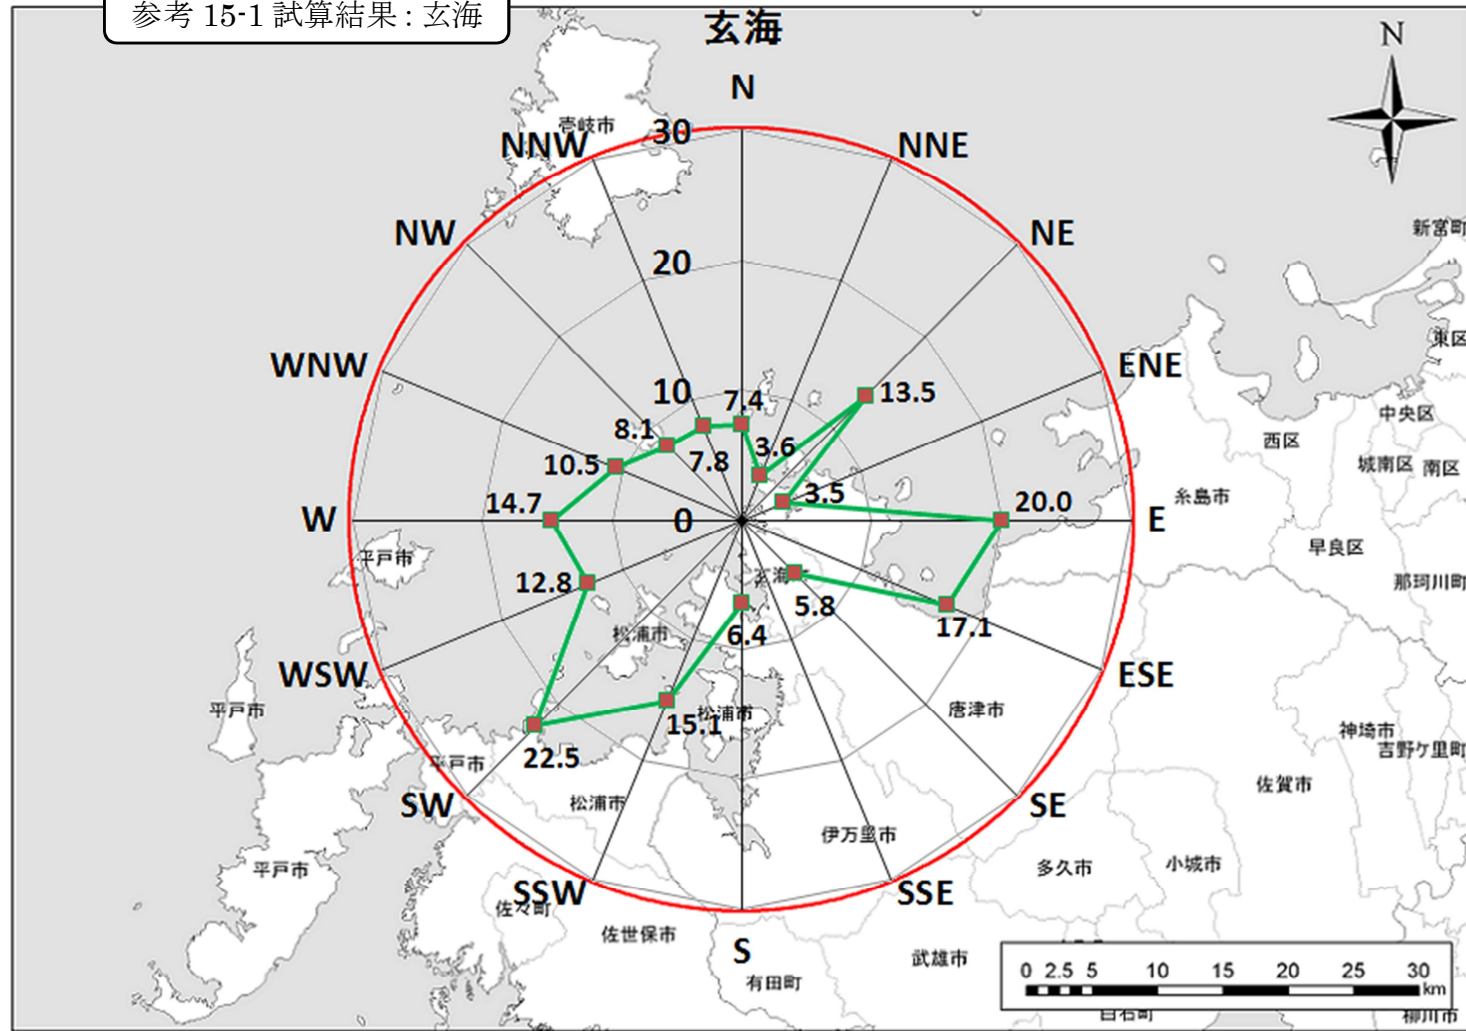 参考 15-1 試算結果 : 玄海
玄海
N
N
壱岐市
30
NNW
NNE
NW
NE
新宮町
20
東区
WNW
ENE
10
7.4
13.5
中央区
8.1
西区
3.6
7.8
10.5
城南区
南区
14.7
3.5
20.0
糸島市
W
0
E
平戸市
早良区
12.8
玄海
那珂川町
5.8
松浦市
6.4
17.1
WSW
ESE
平戸市
15.1
松浦市
唐津市
神埼市
吉野ケ里町
22.5
平戸市
佐賀市
SW
松浦市
SE
伊万里市
平戸市
多久市
小城市
SSW
SSE
佐々町
佐世保市
S
武雄市
有田町
0 2.5 5 10 15 20 25 30
km
白石町
柳川市